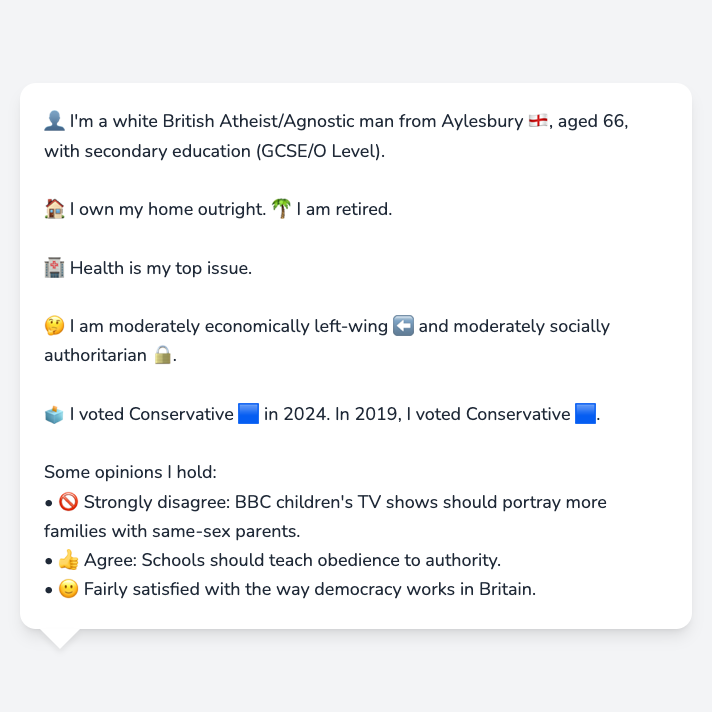 👤 I'm a white British Atheist/Agnostic man from Aylesbury 🏴󠁧󠁢󠁥󠁮󠁧󠁿, aged 66,
with secondary education (GCSE/O Level).
🏠 I own my home outright. 🌴 I am retired.
🏥 Health is my top issue.
🤔 I am moderately economically left-wing ⬅️ and moderately socially
authoritarian 🔒.
🗳️ I voted Conservative 🟦 in 2024. In 2019, I voted Conservative 🟦.
Some opinions I hold:
• 🚫 Strongly disagree: BBC children's TV shows should portray more
families with same-sex parents.
• 👍 Agree: Schools should teach obedience to authority.
• 🙂 Fairly satisfied with the way democracy works in Britain.